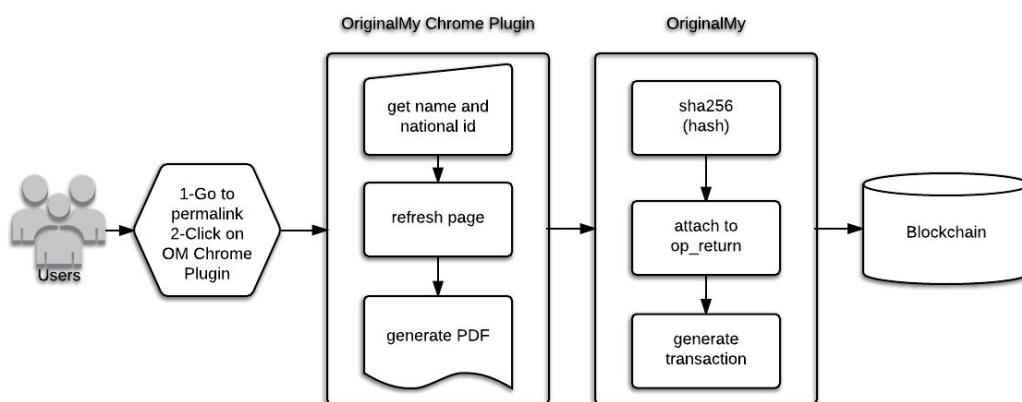 OriginalMy Chrome Plugin
OriginalMy
get name and
national id
sha256
(hash)
1-Go to
permalink
2-Click on
OM Chrome
Plugin
refresh page
attach to
op_return
Blockchain
Users
generate PDF
generate
transaction